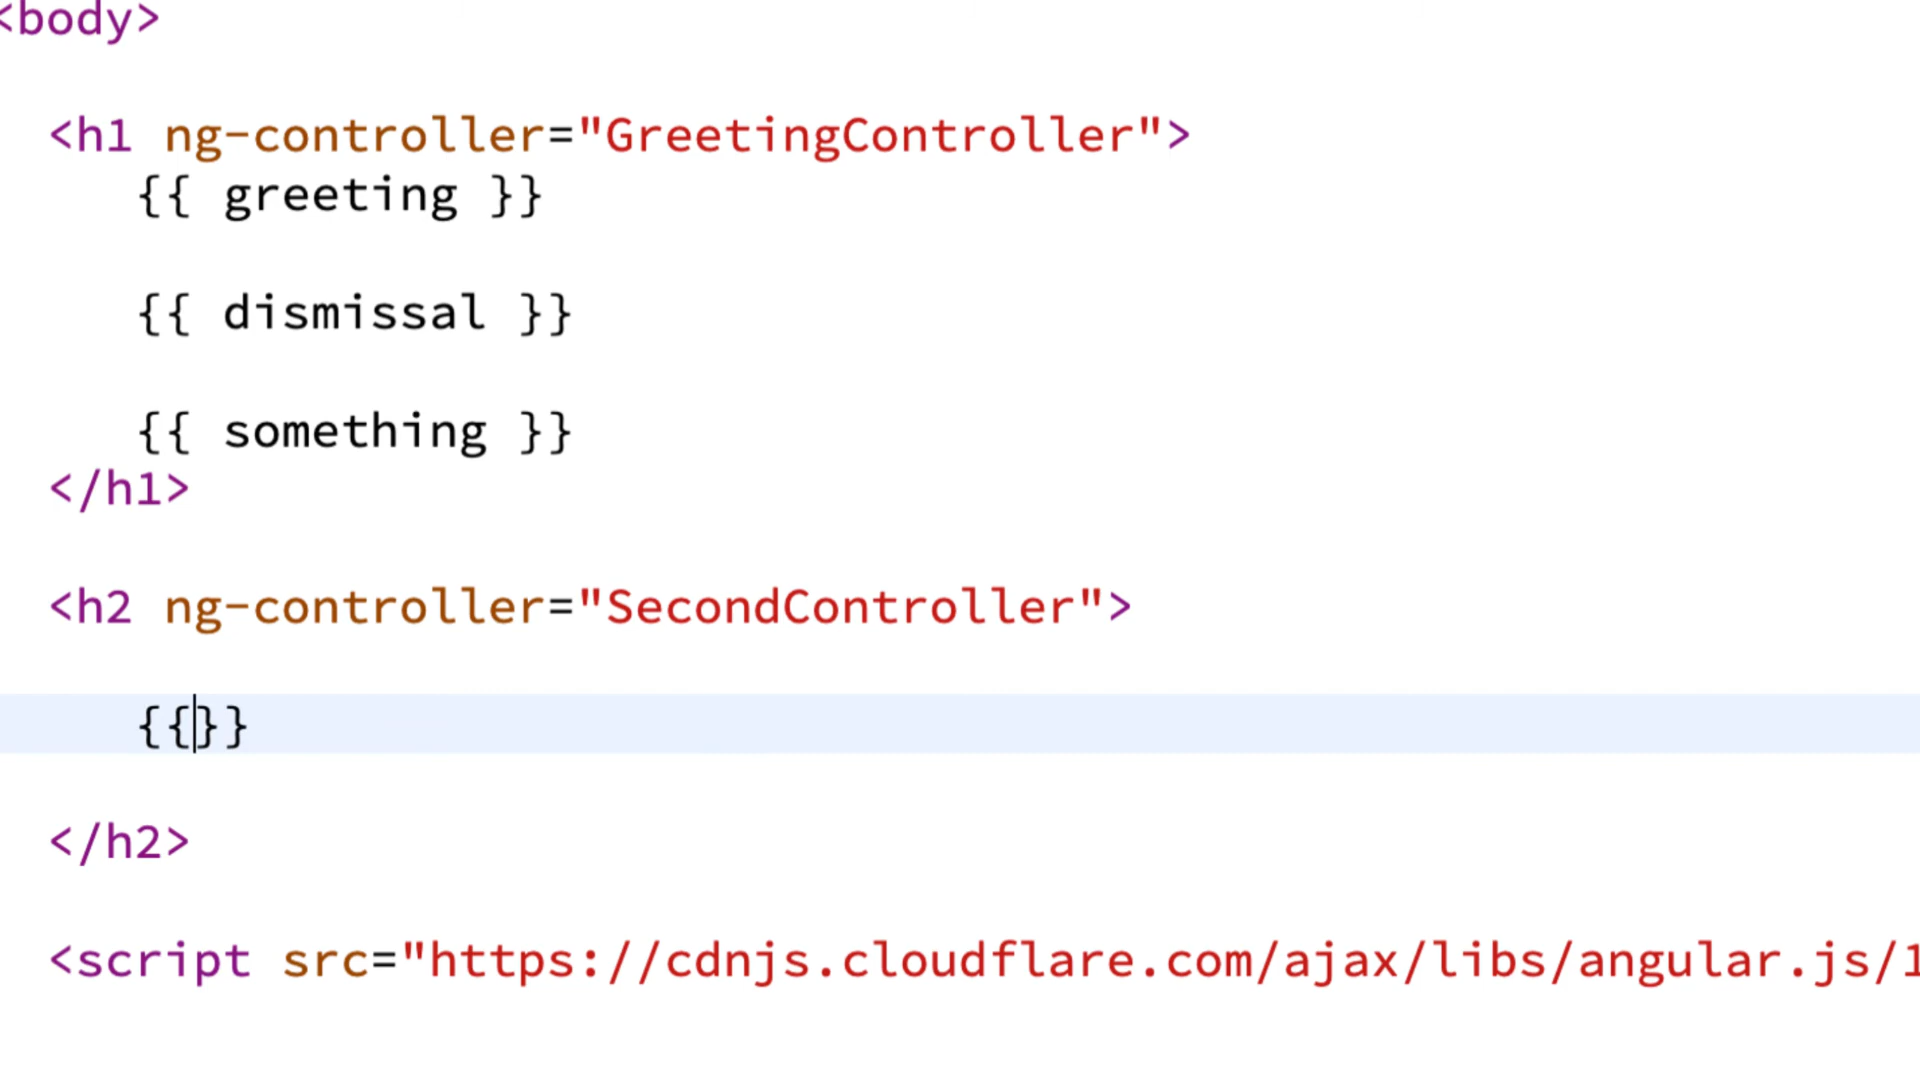 <body>
<h1 ng-controller="GreetingController">
{{ greeting }}
{{ dismissal }}
{{ something }}
</h1>
<h2 ng-controller="SecondController">
{{}}
</h2>
<script src="https://cdnjs.cloudflare.com/ajax/libs/angular.js/1